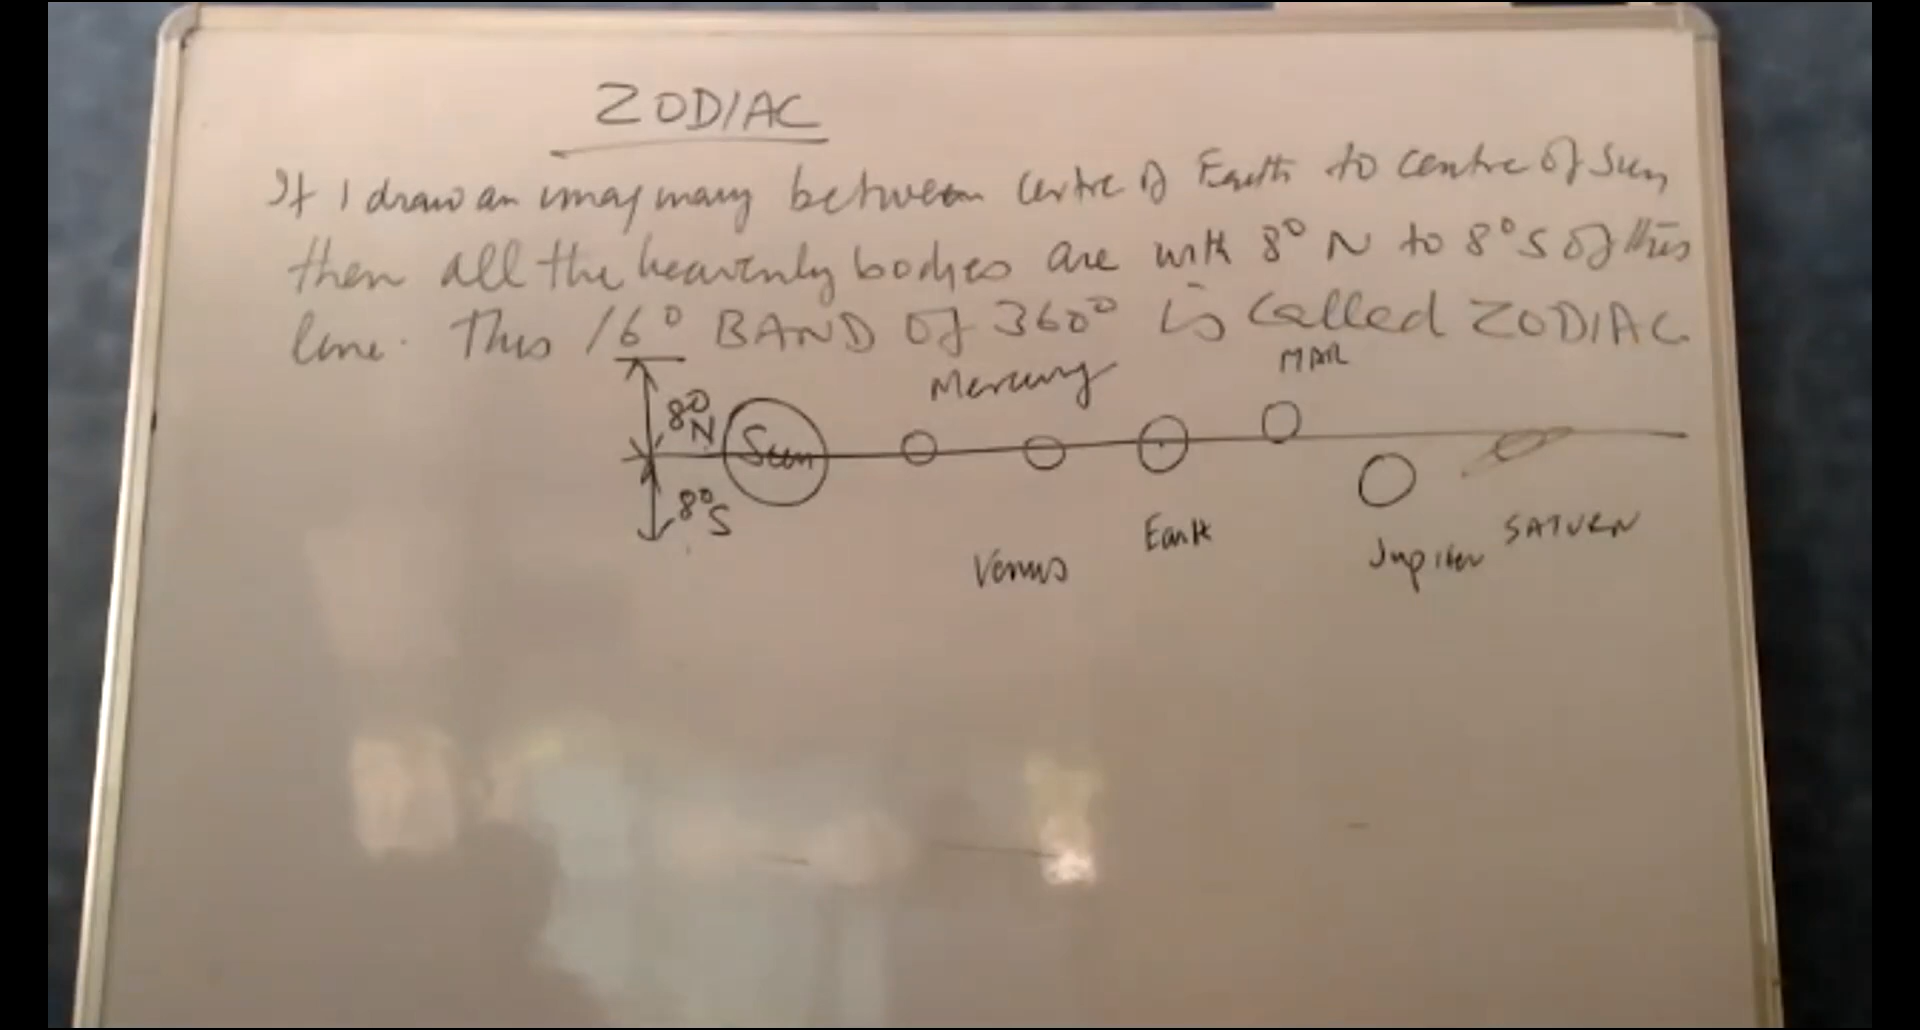 ZODIAC
If I draw an imaginary between centre of Earth to centre of Sun,
then all the heavenly bodies are with 8° N to 8° S of this
line. This 16° BAND of 360° is called ZODIAC
MAR
Mercury
8°
N
Sun
8°
S
Earth
SATURN
Venus
Jupiter